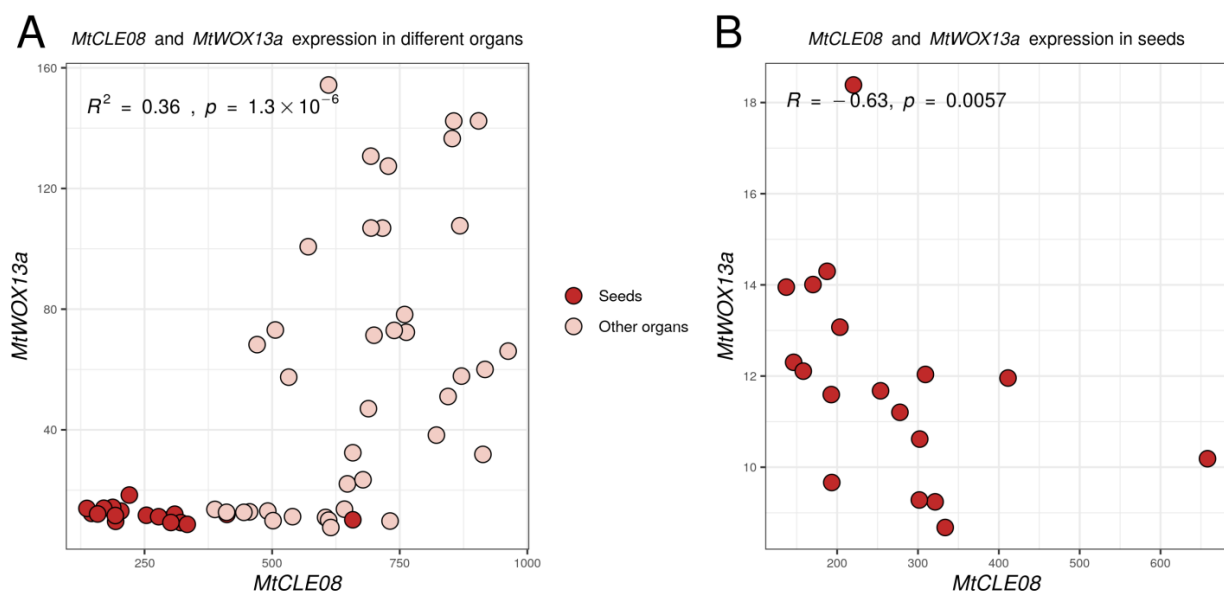 A
MtCLE08 and MtWOX13a expression in different organs
R² = 0.36 , p = 1.3 × 10⁻⁶
160
120
80
40
MtWOX13a
250
500
750
1000
MtCLE08
Seeds
Other organs
B
MtCLE08 and MtWOX13a expression in seeds
R = −0.63, p = 0.0057
18
16
14
12
10
MtWOX13a
200
300
400
500
600
MtCLE08